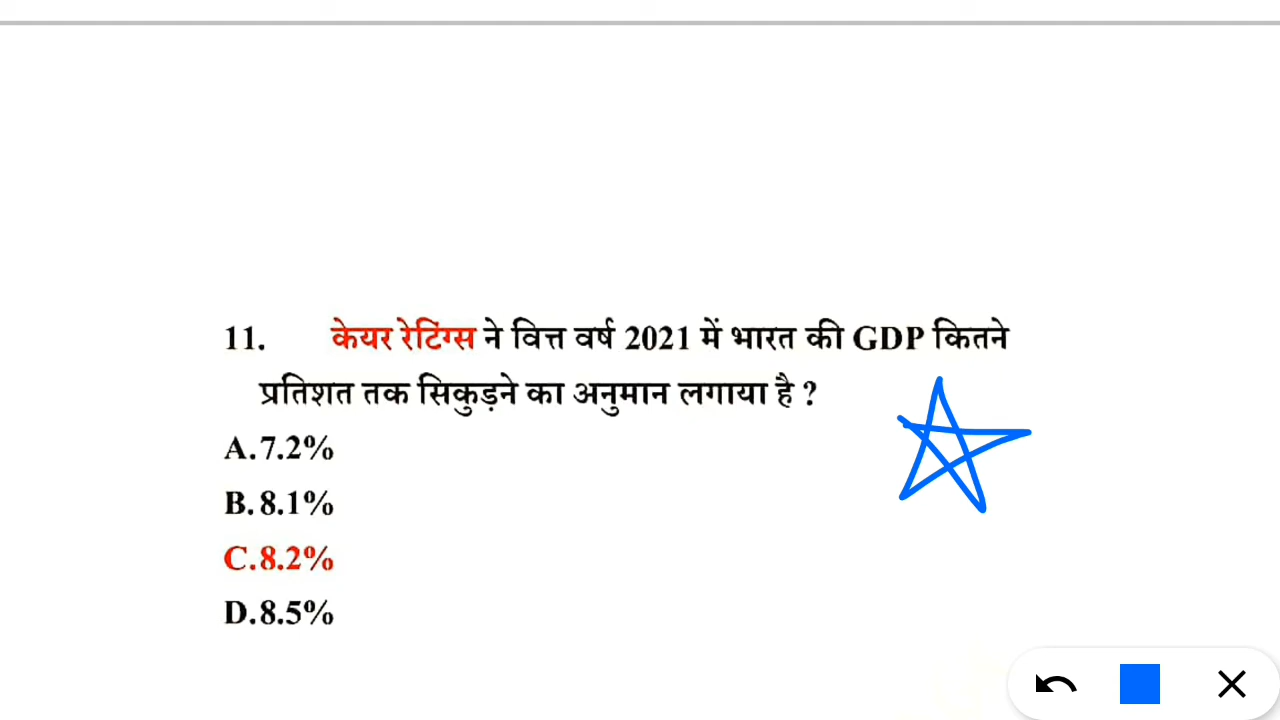 11. केयर रेटिंग्स ने वित्त वर्ष 2021 में भारत की GDP कितने
प्रतिशत तक सिकुड़ने का अनुमान लगाया है ?
A. 7.2%
B. 8.1%
C. 8.2%
D. 8.5%